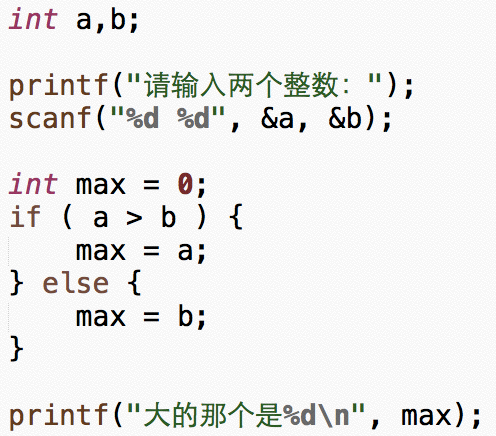 int a,b;
printf("请输入两个整数：");
scanf("%d %d", &a, &b);
int max = 0;
if ( a > b ) {
    max = a;
} else {
    max = b;
}
printf("大的那个是%d\n", max);